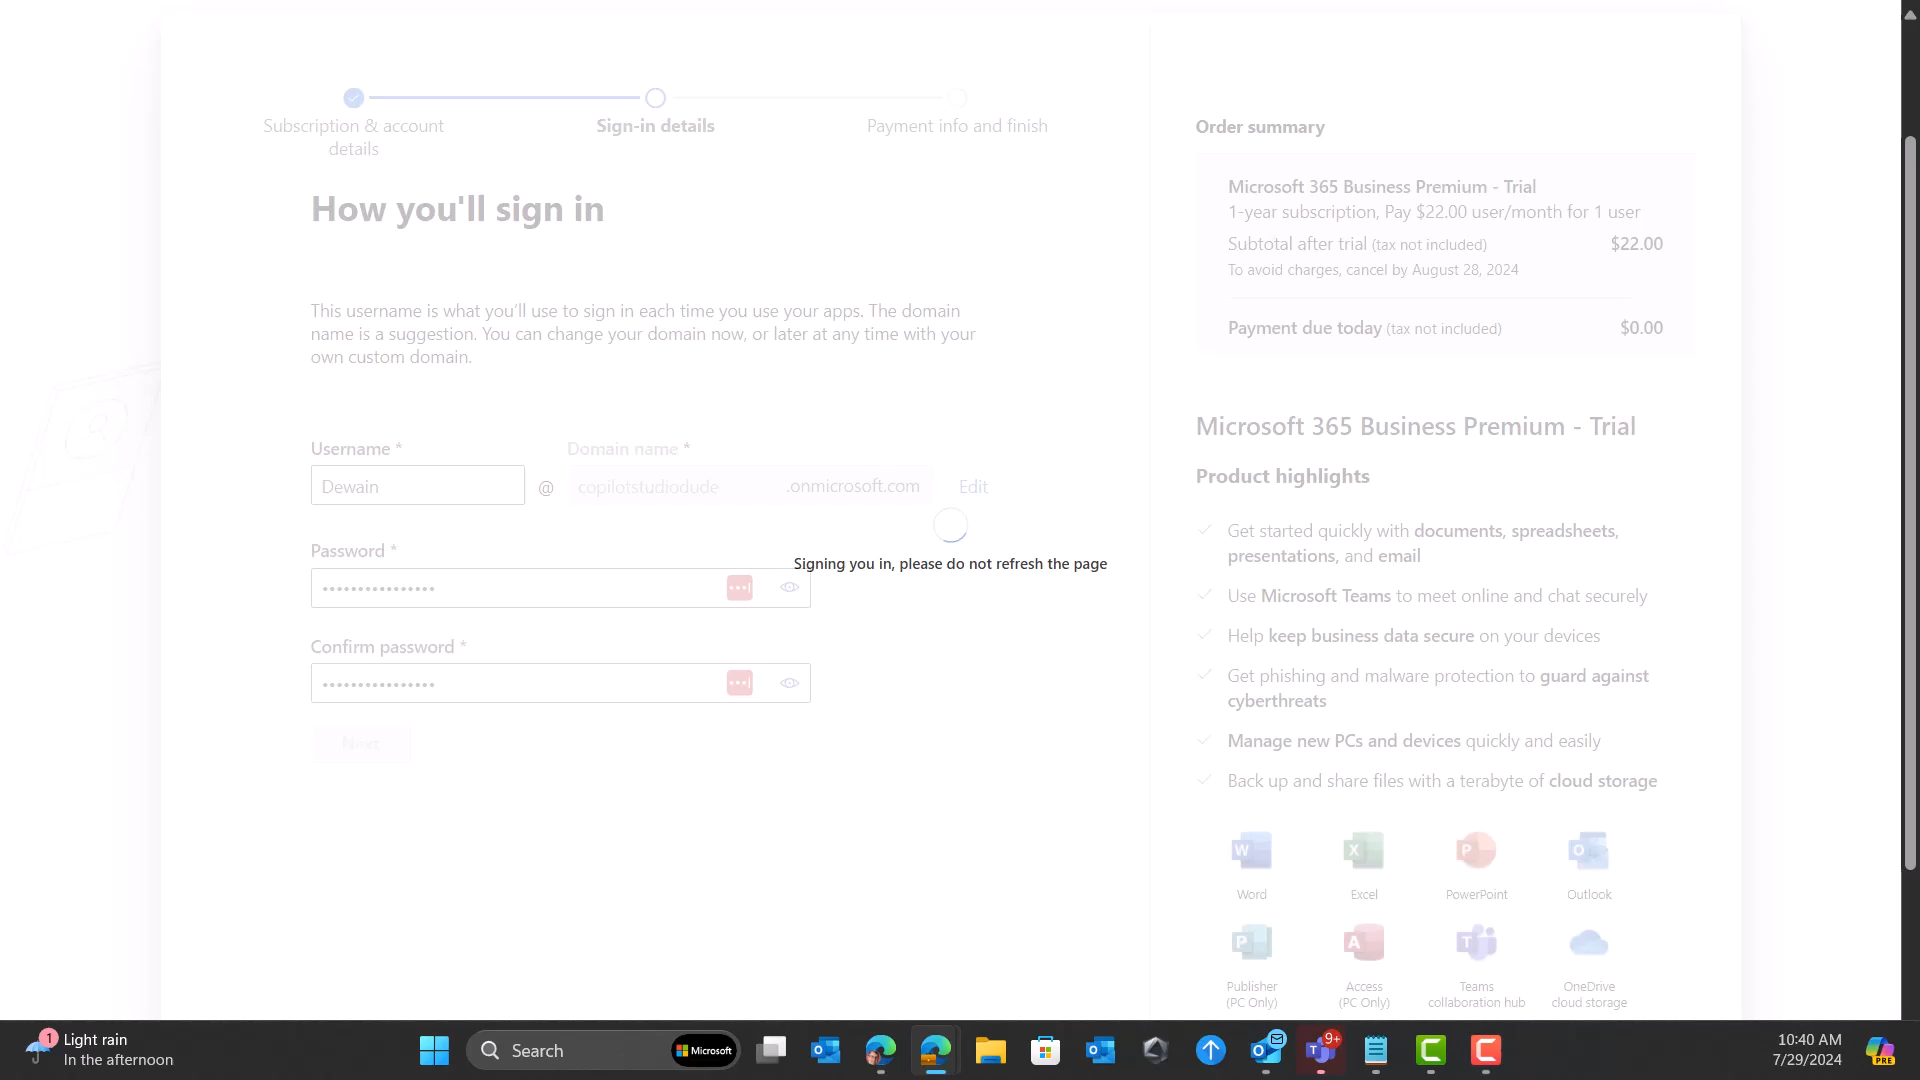 Subscription & account
details
Sign-in details
Payment info and finish
How you'll sign in
This username is what you'll use to sign in each time you use your apps. The domain
name is a suggestion. You can change your domain now, or later at any time with your
own custom domain.
Username *
Domain name *
Dewain
@
copilotstudiodude
.onmicrosoft.com
Edit
Signing you in, please do not refresh the page
Password *
••••••••••••••••
Confirm password *
••••••••••••••••
Next
Order summary
Microsoft 365 Business Premium - Trial
1-year subscription, Pay $22.00 user/month for 1 user
Subtotal after trial (tax not included) $22.00
To avoid charges, cancel by August 28, 2024
Payment due today (tax not included) $0.00
Microsoft 365 Business Premium - Trial
Product highlights
Get started quickly with documents, spreadsheets,
presentations, and email
Use Microsoft Teams to meet online and chat securely
Help keep business data secure on your devices
Get phishing and malware protection to guard against
cyberthreats
Manage new PCs and devices quickly and easily
Back up and share files with a terabyte of cloud storage
W
X
P
O
Word
Excel
PowerPoint
Outlook
P
A
T
Publisher
(PC Only)
Access
(PC Only)
Teams
collaboration hub
OneDrive
cloud storage
1
Light rain
In the afternoon
Search
Microsoft
9+
10:40 AM
7/29/2024
PRE